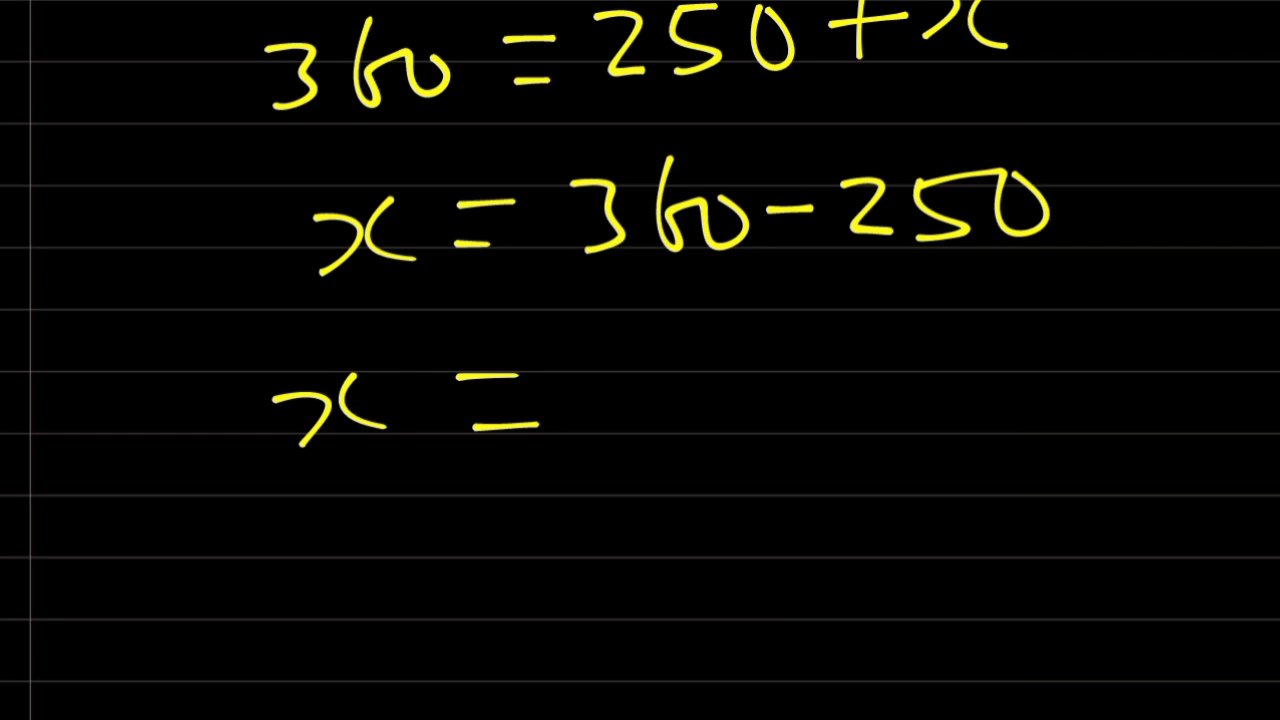 360 = 250 + x
x = 360 - 250
x =